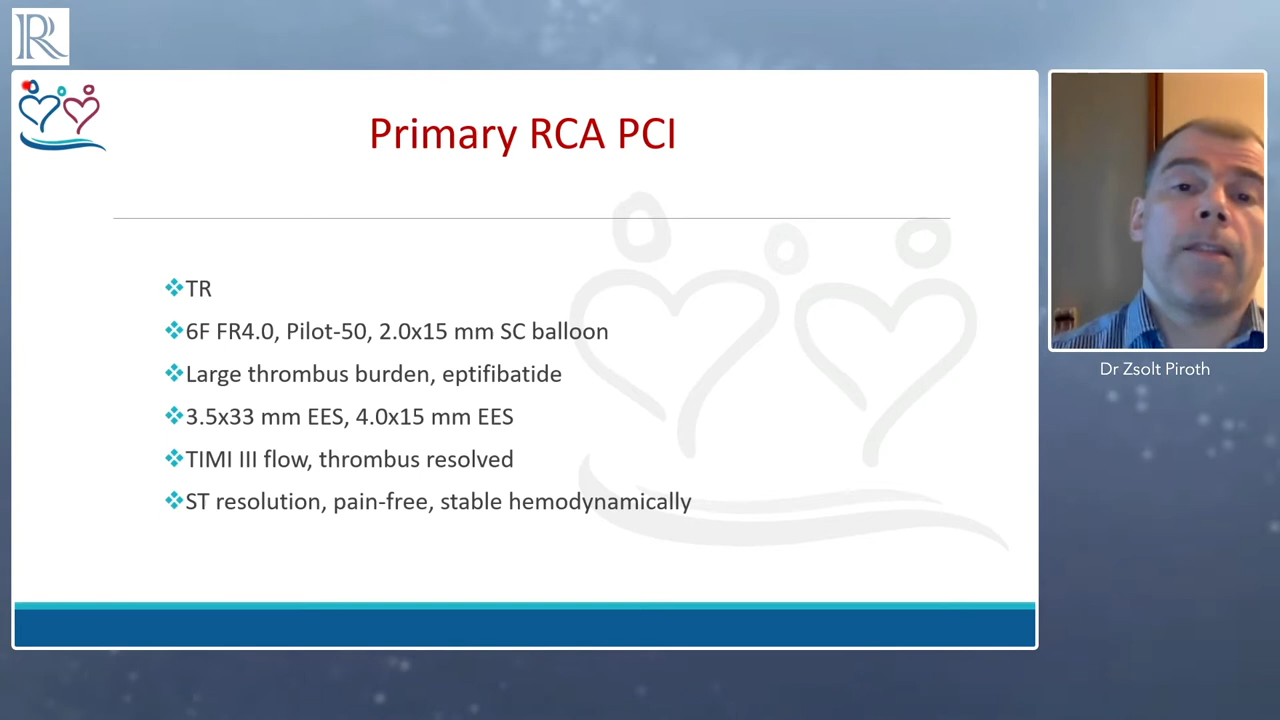 R
Primary RCA PCI
❖TR
❖6F FR4.0, Pilot-50, 2.0x15 mm SC balloon
❖Large thrombus burden, eptifibatide
❖3.5x33 mm EES, 4.0x15 mm EES
❖TIMI III flow, thrombus resolved
❖ST resolution, pain-free, stable hemodynamically
Dr Zsolt Piroth